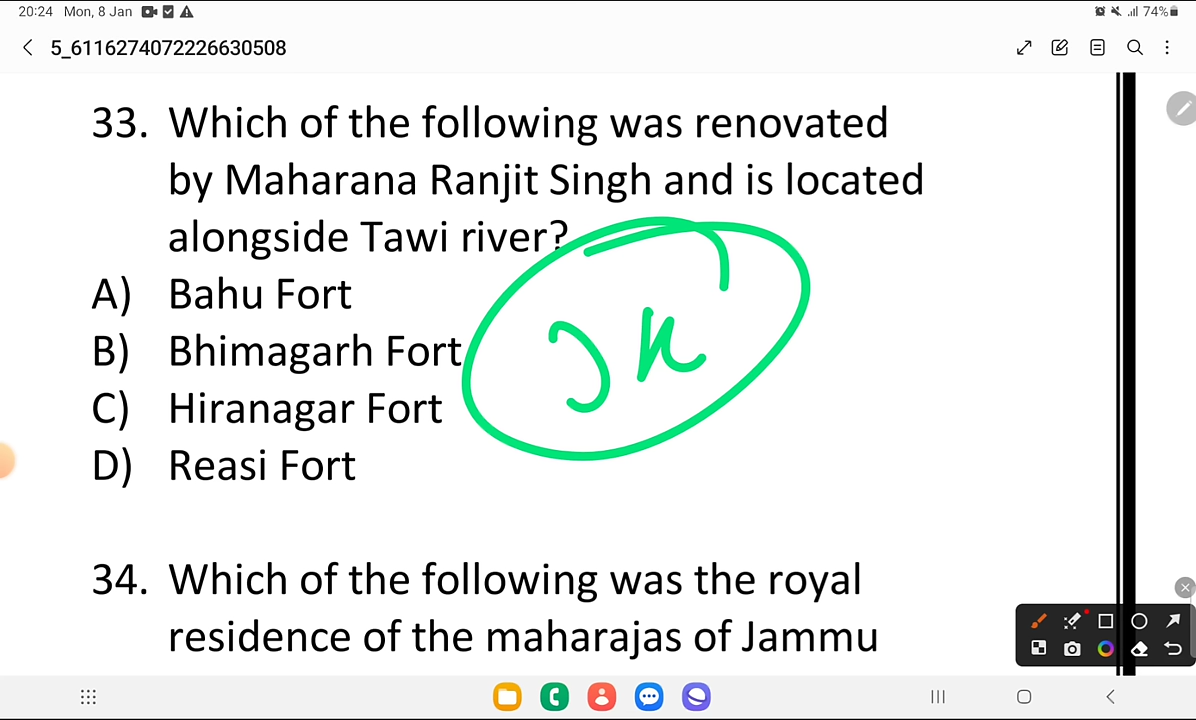 20:24 Mon, 8 Jan
74%
5_6116274072226630508
33. Which of the following was renovated
by Maharana Ranjit Singh and is located
alongside Tawi river?
A) Bahu Fort
B) Bhimagarh Fort
C) Hiranagar Fort
D) Reasi Fort
JK
34. Which of the following was the royal
residence of the maharajas of Jammu